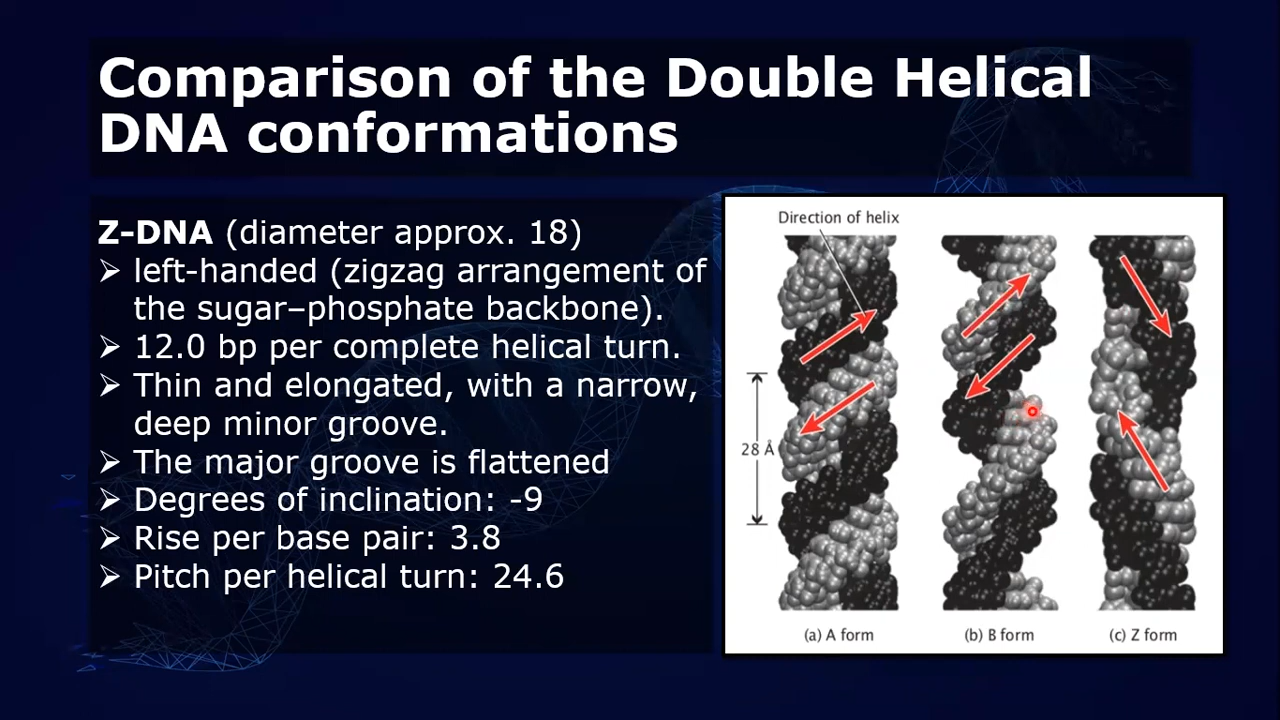 Comparison of the Double Helical
DNA conformations
Z-DNA (diameter approx. 18)
➢ left-handed (zigzag arrangement of
the sugar–phosphate backbone).
➢ 12.0 bp per complete helical turn.
➢ Thin and elongated, with a narrow,
deep minor groove.
➢ The major groove is flattened
➢ Degrees of inclination: -9
➢ Rise per base pair: 3.8
➢ Pitch per helical turn: 24.6
Direction of helix
28 Å
(a) A form
(b) B form
(c) Z form